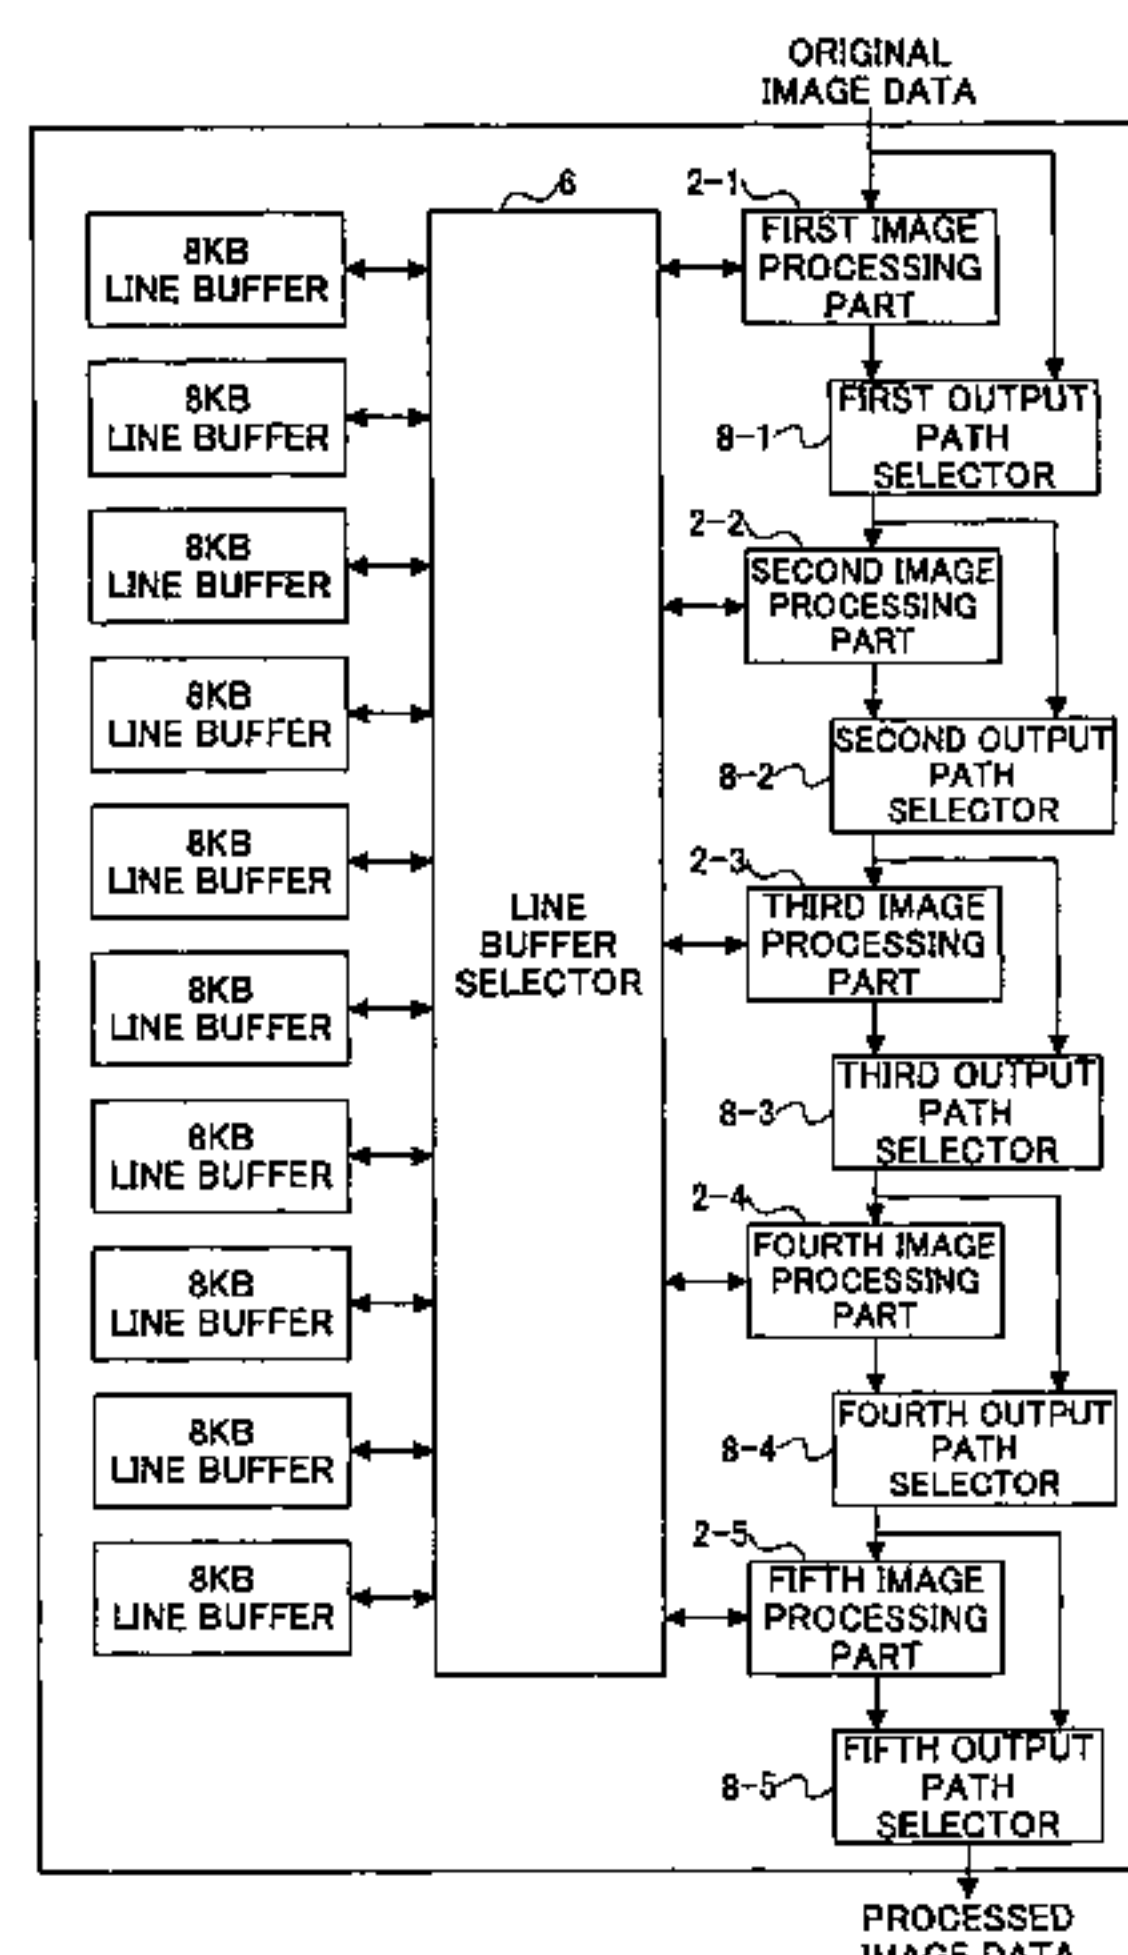 ORIGINAL
IMAGE DATA
6
2-1
8KB
LINE BUFFER
FIRST IMAGE
PROCESSING
PART
8KB
LINE BUFFER
FIRST OUTPUT
PATH
SELECTOR
8-1
8KB
LINE BUFFER
2-2
SECOND IMAGE
PROCESSING
PART
8KB
LINE BUFFER
SECOND OUTPUT
PATH
SELECTOR
8-2
8KB
LINE BUFFER
LINE
BUFFER
SELECTOR
2-3
THIRD IMAGE
PROCESSING
PART
8KB
LINE BUFFER
THIRD OUTPUT
PATH
SELECTOR
8-3
8KB
LINE BUFFER
2-4
FOURTH IMAGE
PROCESSING
PART
8KB
LINE BUFFER
FOURTH OUTPUT
PATH
SELECTOR
8-4
8KB
LINE BUFFER
2-5
FIFTH IMAGE
PROCESSING
PART
8KB
LINE BUFFER
FIFTH OUTPUT
PATH
SELECTOR
8-5
PROCESSED
IMAGE DATA